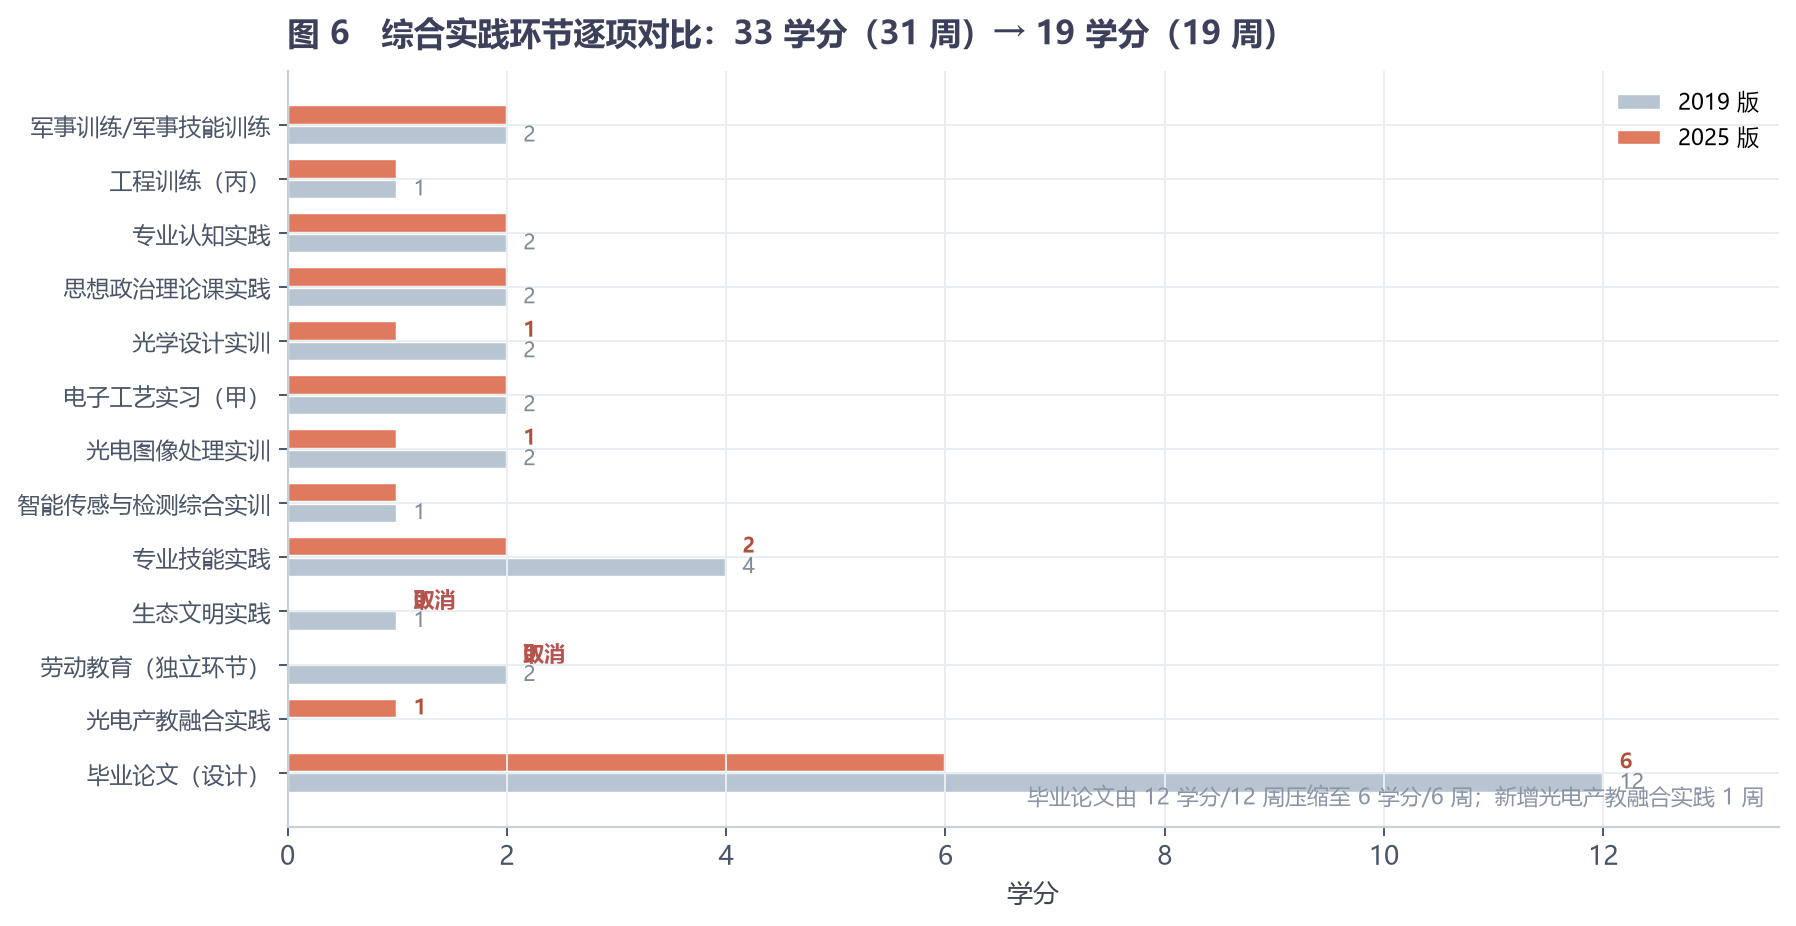 图 6　综合实践环节逐项对比：33 学分（31 周）→ 19 学分（19 周）
2019 版
2025 版
军事训练/军事技能训练
2
工程训练（丙）
1
专业认知实践
2
思想政治理论课实践
2
光学设计实训
1
2
电子工艺实习（甲）
2
光电图像处理实训
1
2
智能传感与检测综合实训
1
专业技能实践
2
4
生态文明实践
取消
1
劳动教育（独立环节）
取消
2
光电产教融合实践
1
毕业论文（设计）
6
12
毕业论文由 12 学分/12 周压缩至 6 学分/6 周；新增光电产教融合实践 1 周
0 2 4 6 8 10 12
学分